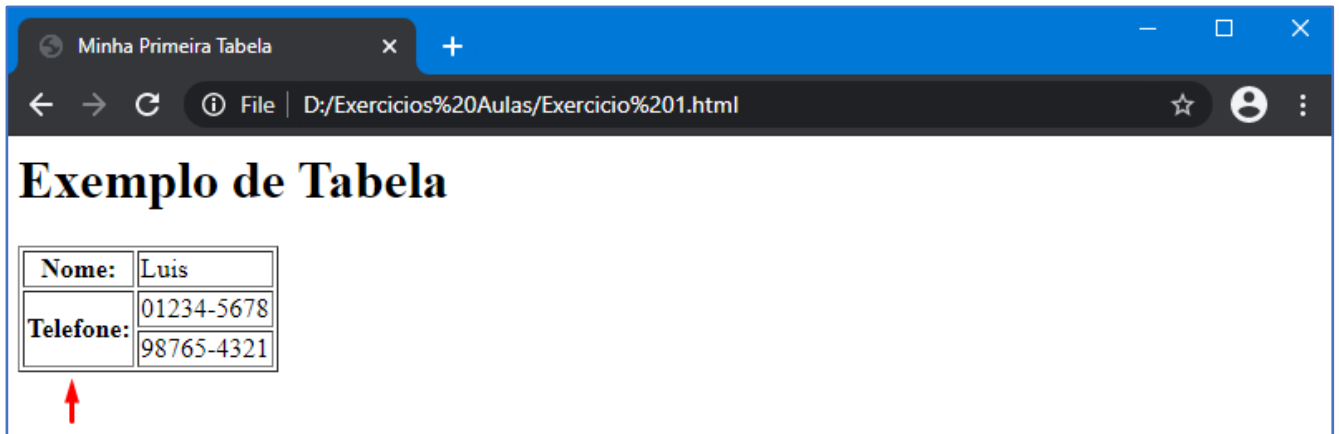 Minha Primeira Tabela
File D:/Exercicios%20Aulas/Exercicio%201.html
Exemplo de Tabela
Nome: Luis
Telefone: 01234-5678
98765-4321